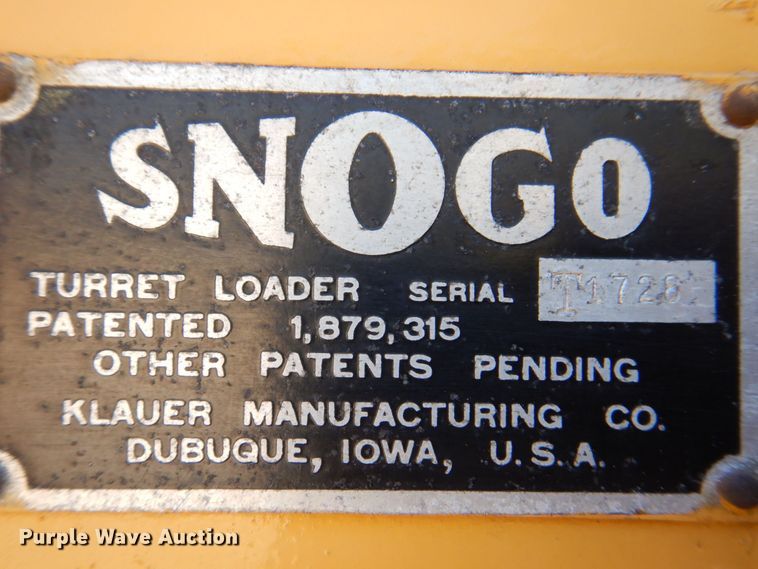 SNOGO
TURRET LOADER SERIAL
PATENTED 1,879,315
OTHER PATENTS PENDING
KLAUER MANUFACTURING CO.
DUBUQUE, IOWA, U.S.A.
Purple Wave Auction